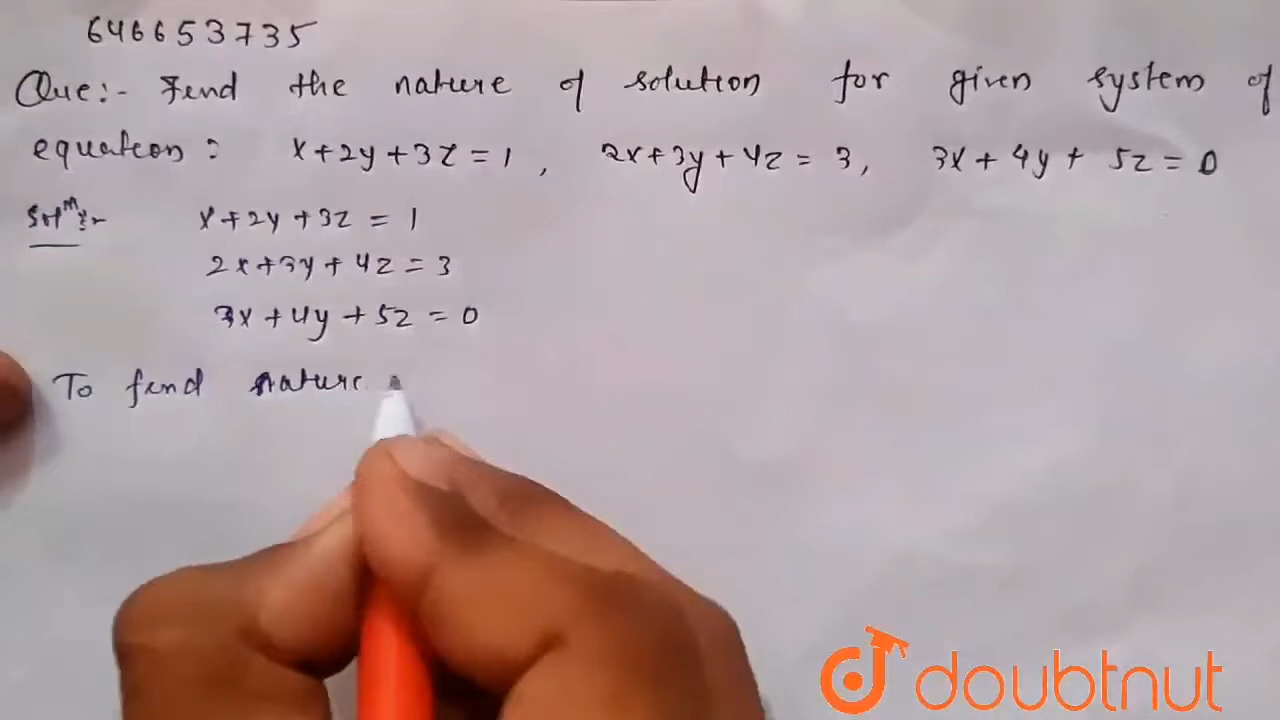 646653735
Que:- Find the nature of solution for given system of
equation: x+2y+3z=1, 2x+3y+4z=3, 3x+4y+5z=0
Solⁿ:- x+2y+3z=1
2x+3y+4z=3
3x+4y+5z=0
To find nature
doubtnut